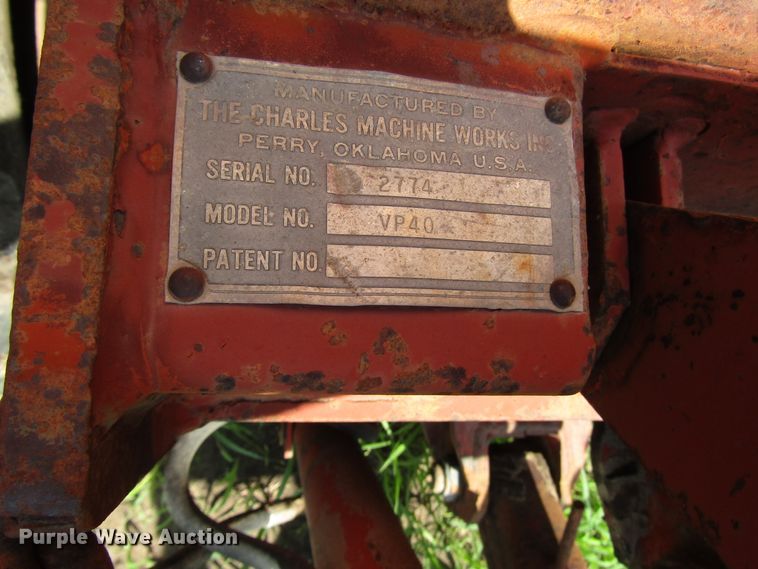 MANUFACTURED BY
THE CHARLES MACHINE WORKS INC
PERRY, OKLAHOMA U.S.A.
SERIAL NO. 2774
MODEL NO. VP40
PATENT NO.
Purple Wave Auction